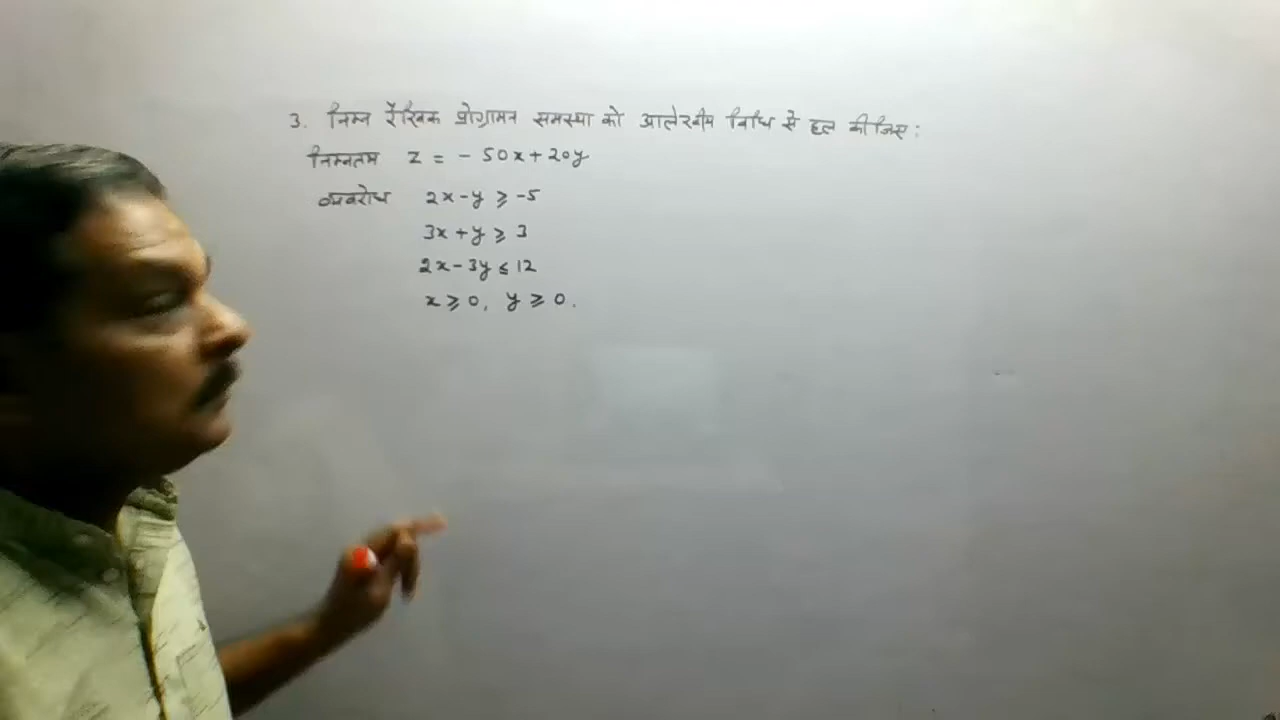 3. निम्न रैखिक प्रोग्रामन समस्या को आलेखीय विधि से हल कीजिए:
निम्नतम Z = - 50x + 20y
व्यवरोध 2x - y ≥ -5
3x + y ≥ 3
2x - 3y ≤ 12
x ≥ 0, y ≥ 0.